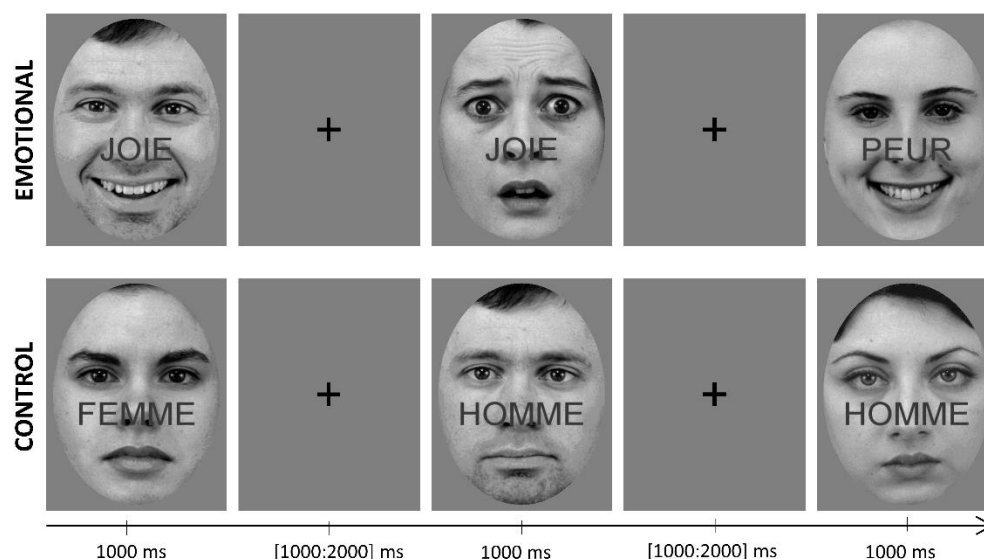 EMOTIONAL
JOIE
+
JOIE
+
PEUR
CONTROL
FEMME
+
HOMME
+
HOMME
1000 ms
[1000:2000] ms
1000 ms
[1000:2000] ms
1000 ms